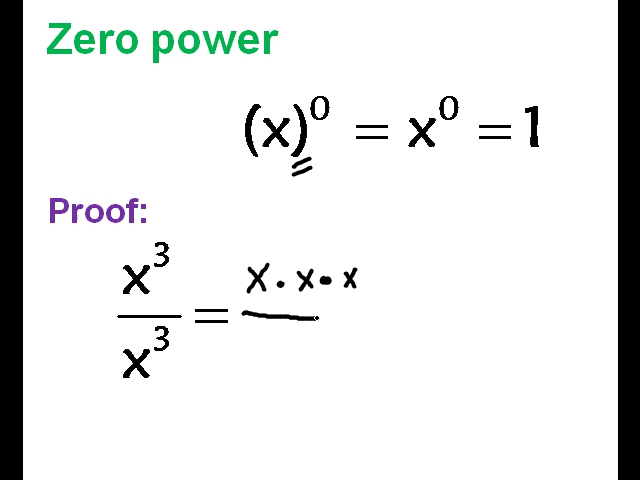 Zero power
(x)⁰ = x⁰ = 1
Proof:
x³/x³ = x · x · x